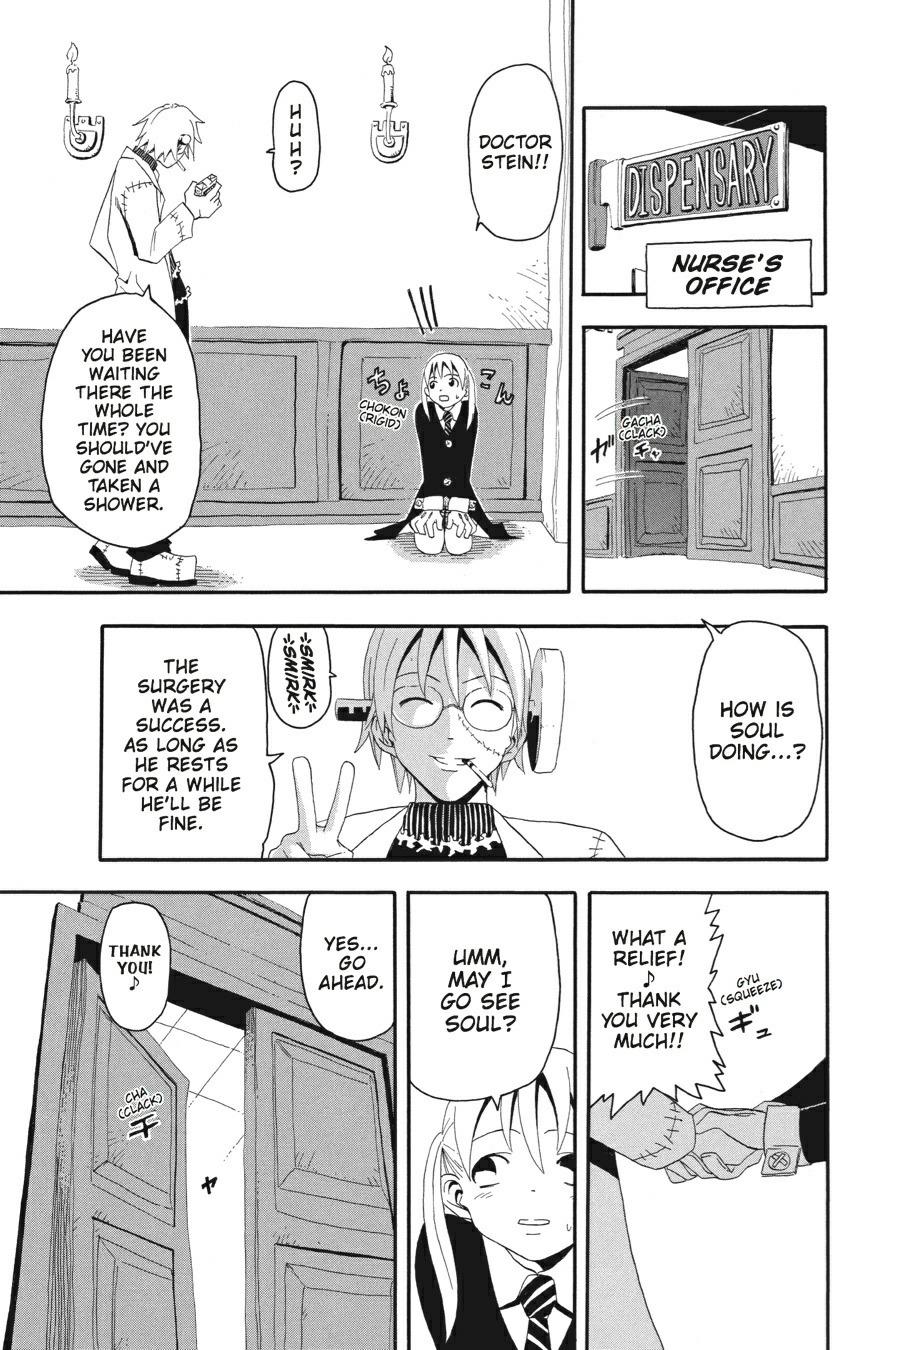 DISPENSARY
NURSE'S
OFFICE
GACHA
(CLACK)
ガチャ
DOCTOR
STEIN!!
HUH?
ちょこん
CHOKON
(RIGID)
HAVE
YOU BEEN
WAITING
THERE THE
WHOLE
TIME? YOU
SHOULD'VE
GONE AND
TAKEN A
SHOWER.
HOW IS
SOUL
DOING...?
SMIRK
SMIRK
THE
SURGERY
WAS A
SUCCESS.
AS LONG AS
HE RESTS
FOR A WHILE
HE'LL BE
FINE.
WHAT A
RELIEF!
♪
THANK
YOU VERY
MUCH!!
GYU
(SQUEEZE)
ギュ
UMM,
MAY I
GO SEE
SOUL?
YES...
GO
AHEAD.
THANK
YOU!
♪
CHA
(CLACK)
チャ